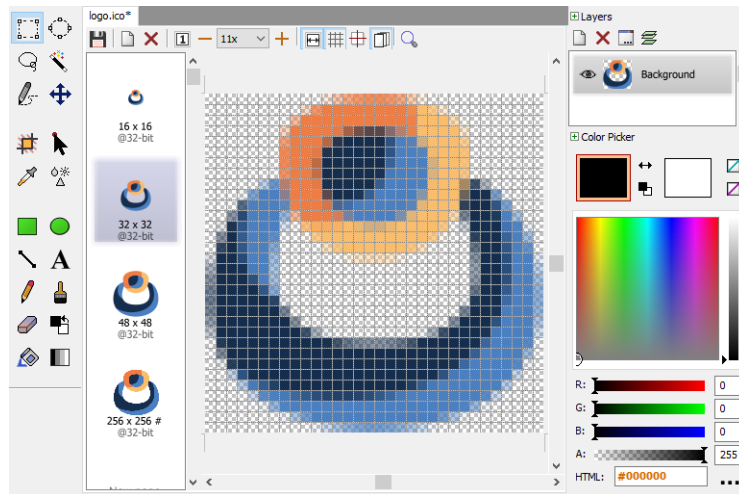 logo.ico*
Layers
1
11x
Background
16 x 16
@32-bit
Color Picker
32 x 32
@32-bit
48 x 48
@32-bit
256 x 256 #
@32-bit
R:
0
G:
0
B:
0
A:
255
HTML:
#000000
A